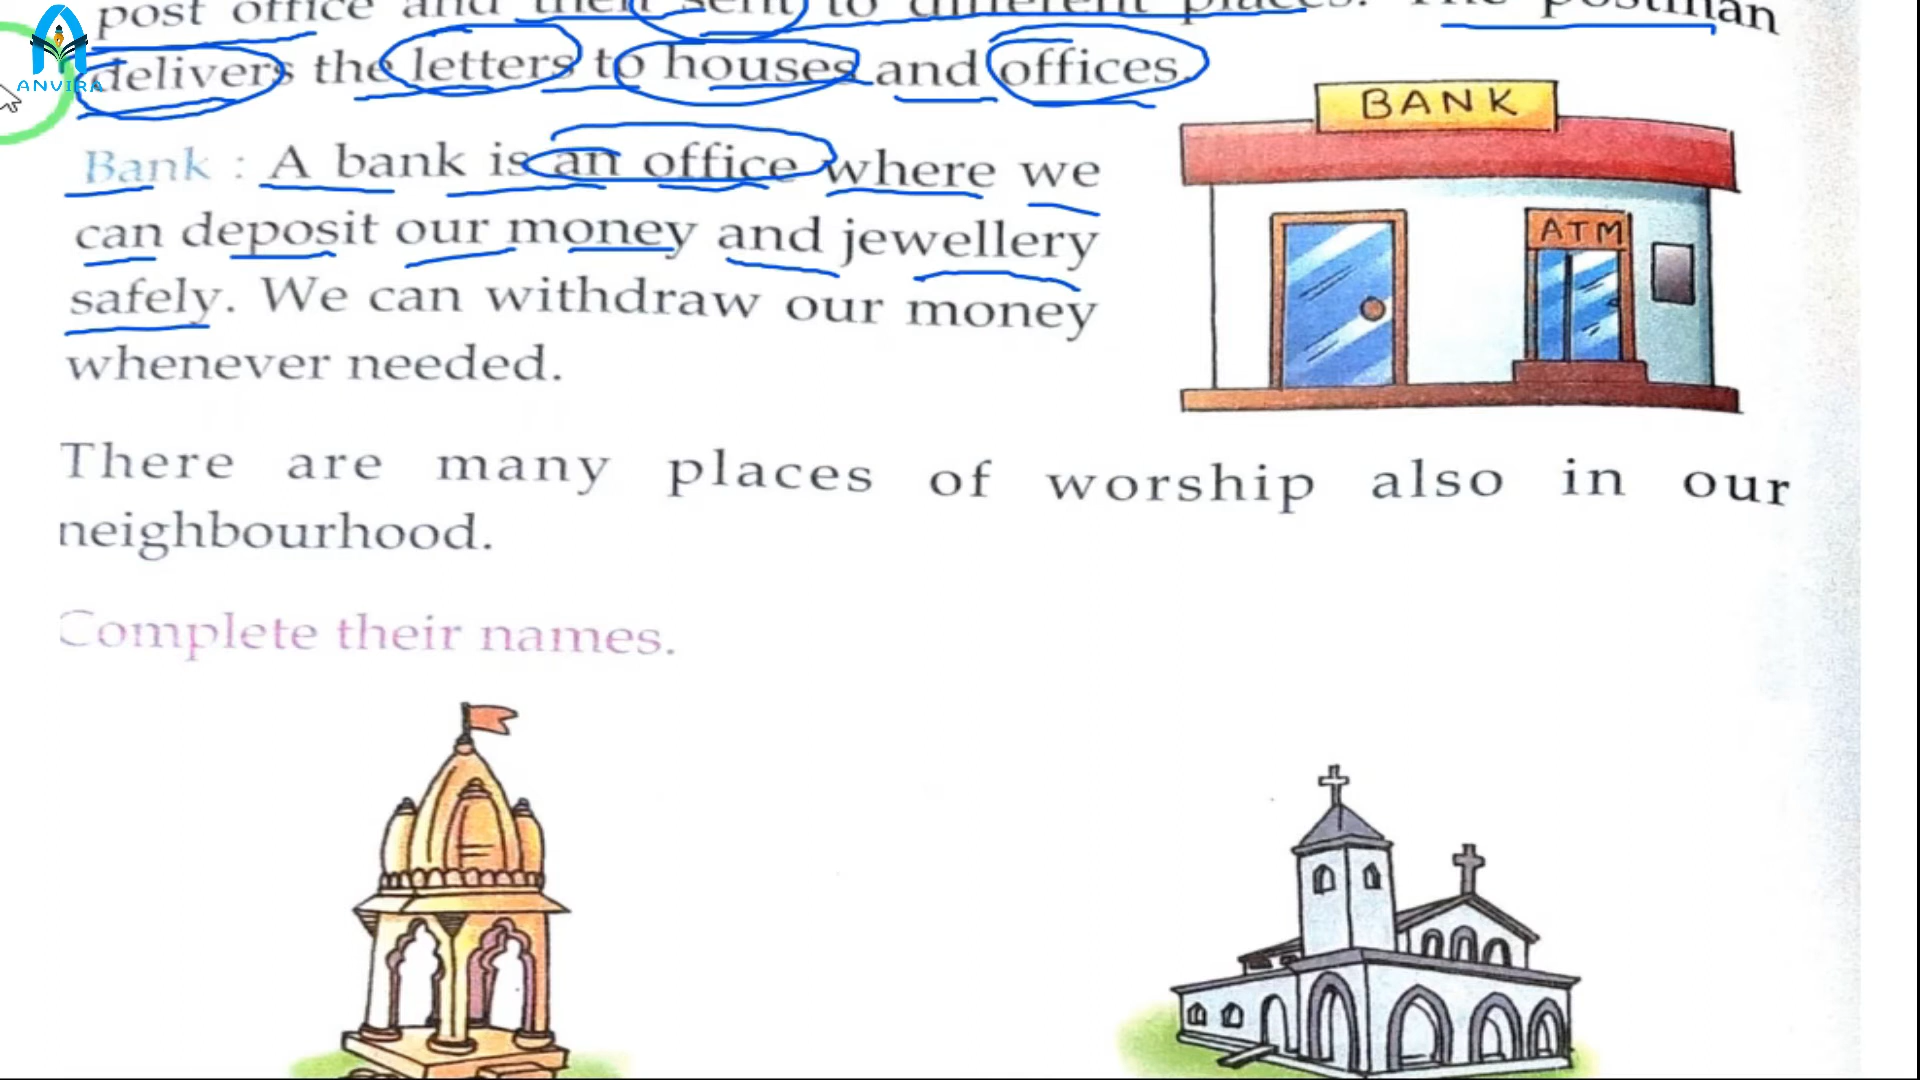 post office and then sent to different places. The postman
delivers the letters to houses and offices.
ANVIRA
BANK
Bank : A bank is an office where we
can deposit our money and jewellery
safely. We can withdraw our money
whenever needed.
ATM
There are many places of worship also in our
neighbourhood.
Complete their names.